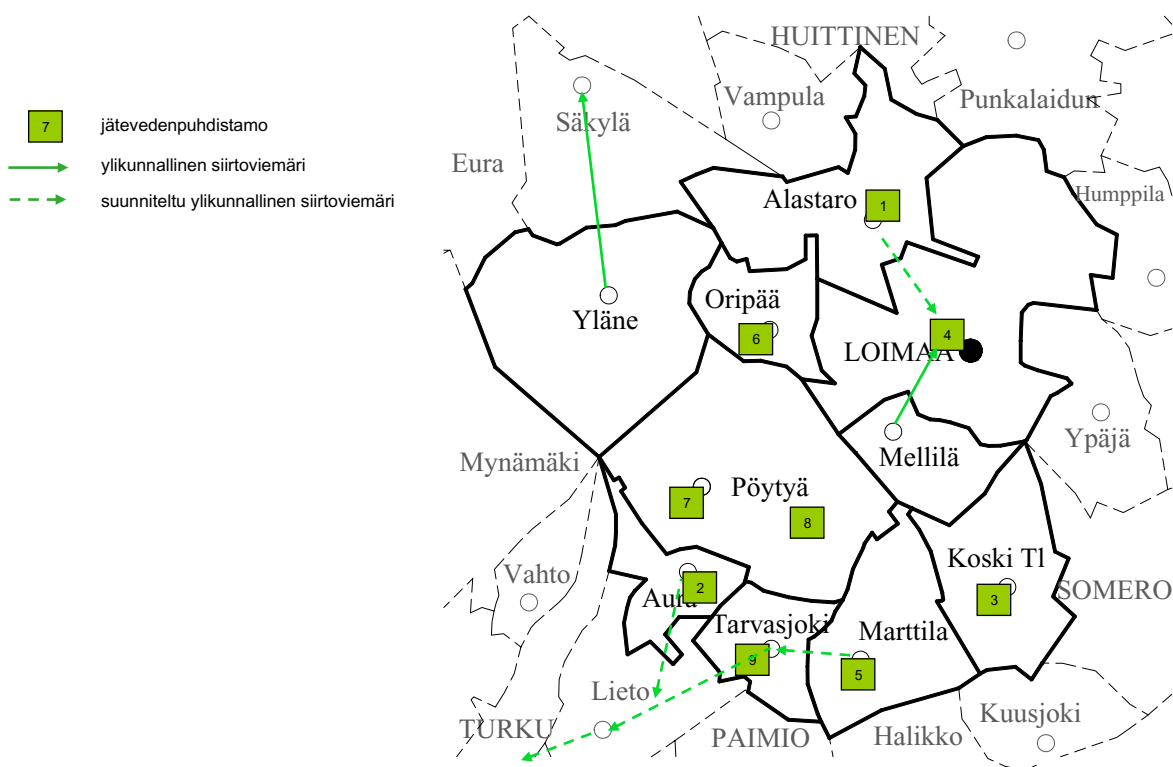 7 jätevedenpuhdistamo
ylikunnallinen siirtoviemäri
suunniteltu ylikunnallinen siirtoviemäri
HUITTINEN
Vampula
Punkalaidun
Säkylä
Eura
Humppila
Alastaro
1
Oripää
6
Yläne
4
LOIMAA
Ypäjä
Mellilä
Mynämäki
Pöytyä
7
8
Koski Tl
3
SOMERO
Vahto
Aura
2
Tarvasjoki
9
Marttila
5
Lieto
TURKU
PAIMIO
Halikko
Kuusjoki